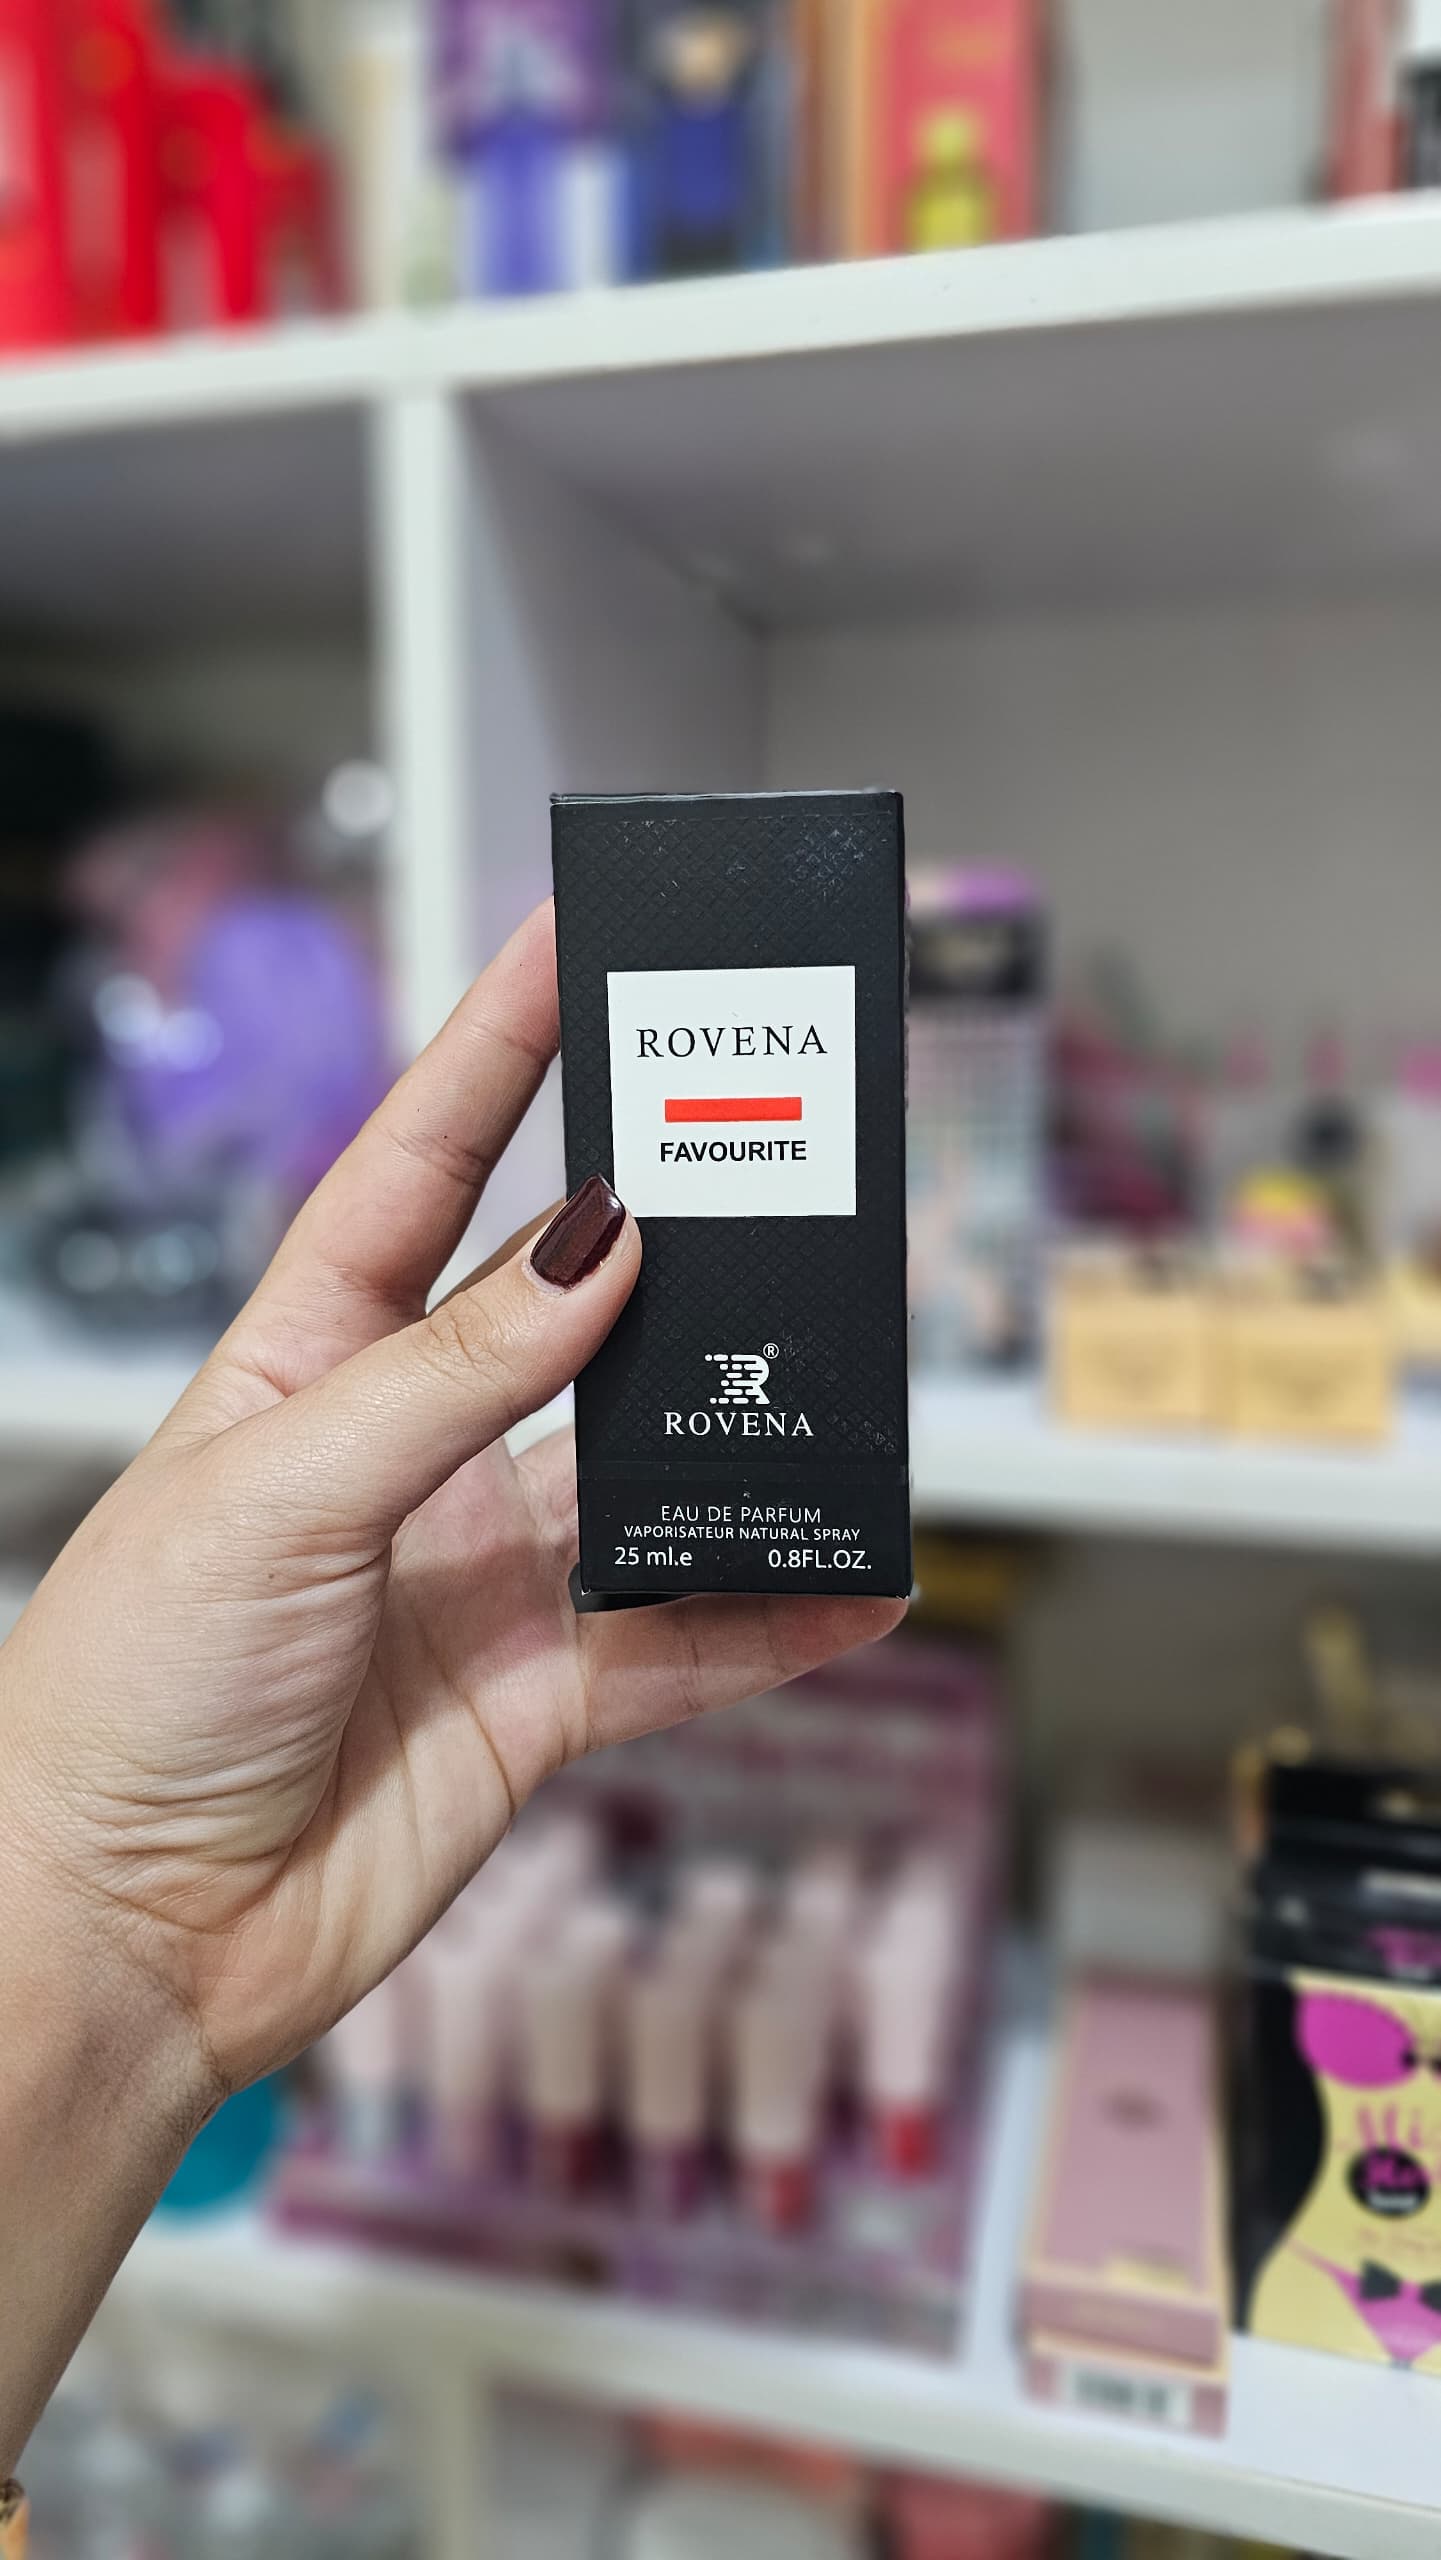 ROVENA
FAVOURITE
®
ROVENA
EAU DE PARFUM
VAPORISATEUR NATURAL SPRAY
25 ml.e 0.8FL.OZ.